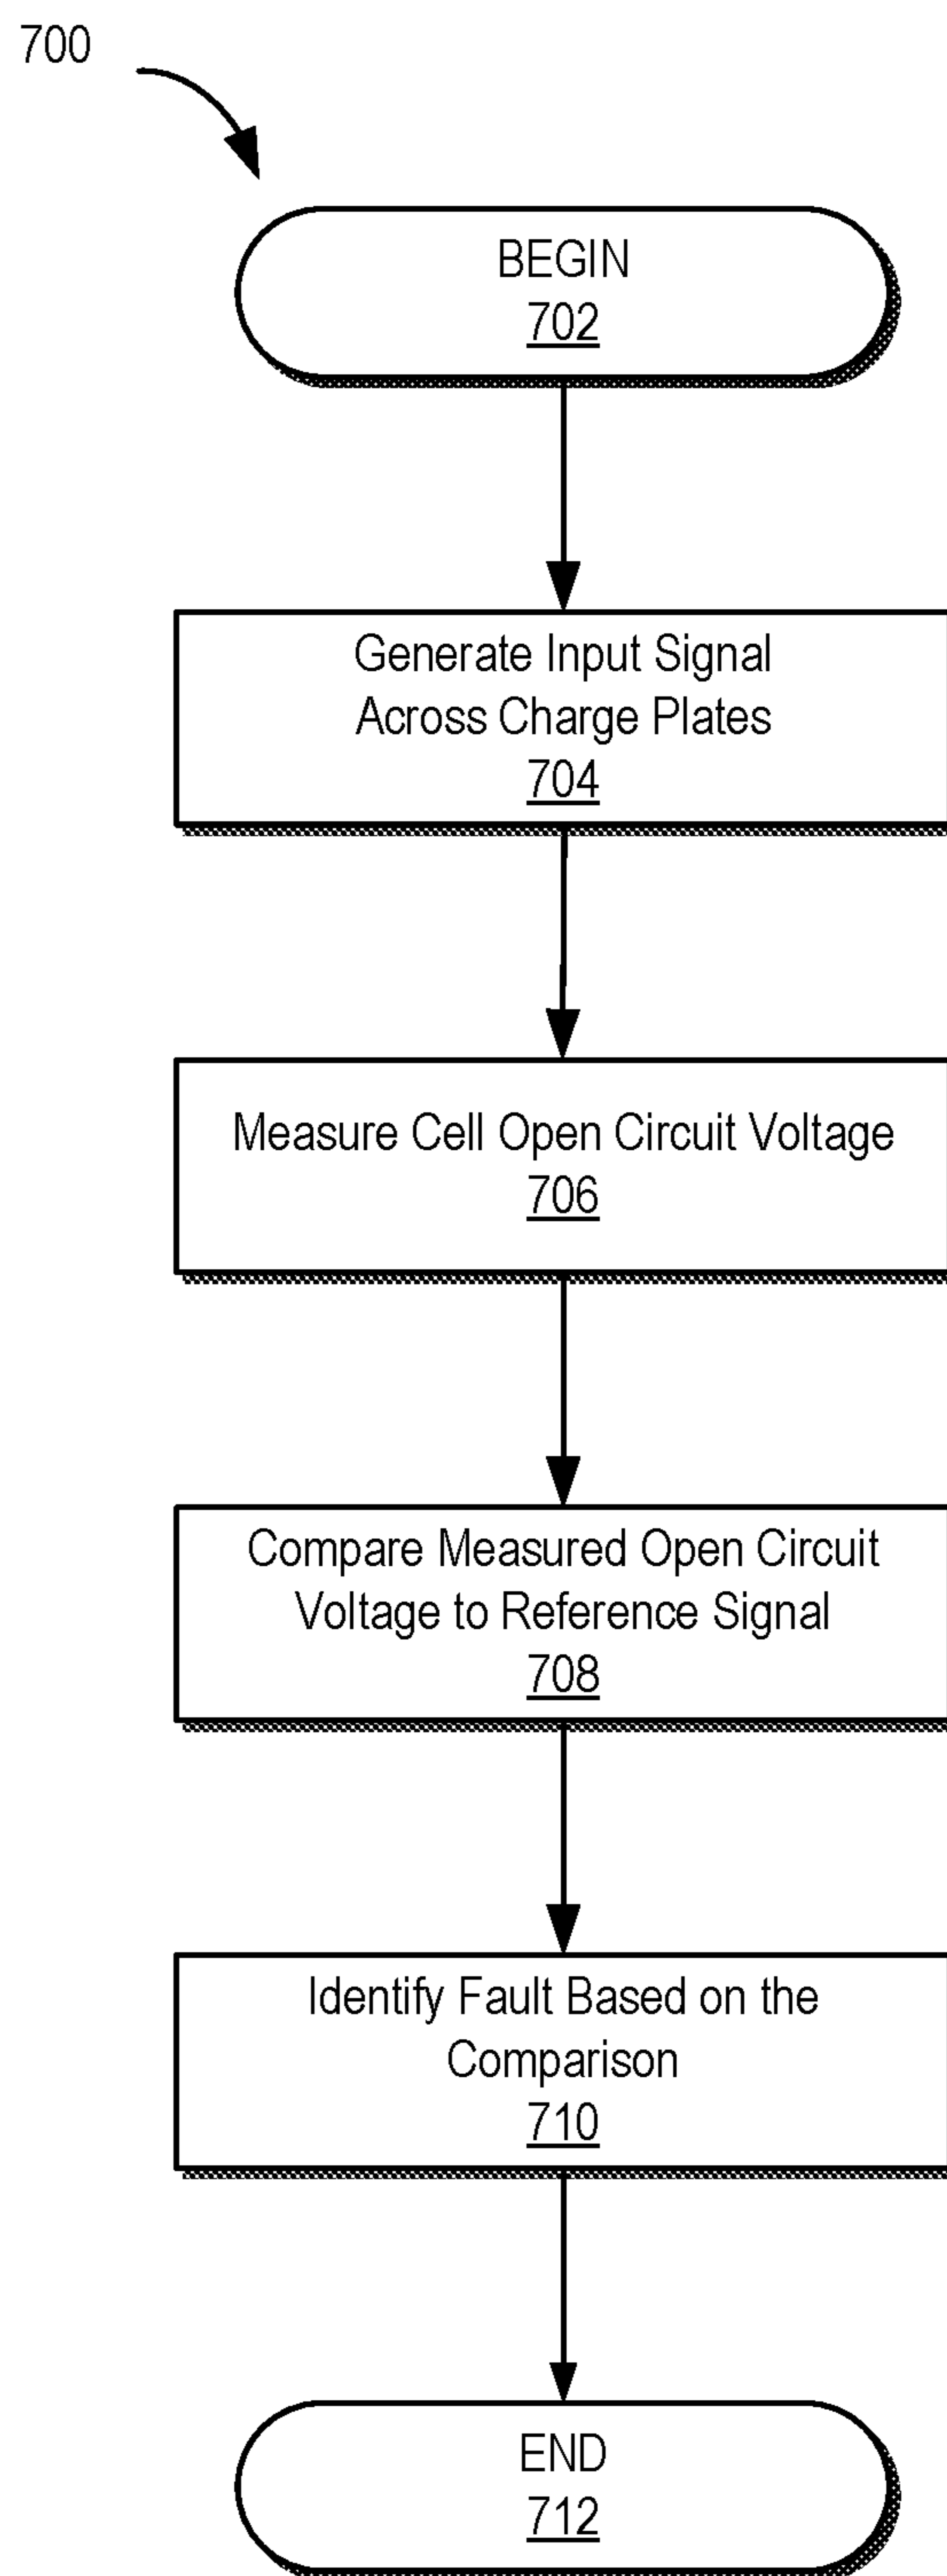 700
BEGIN
702
Generate Input Signal
Across Charge Plates
704
Measure Cell Open Circuit Voltage
706
Compare Measured Open Circuit
Voltage to Reference Signal
708
Identify Fault Based on the
Comparison
710
END
712